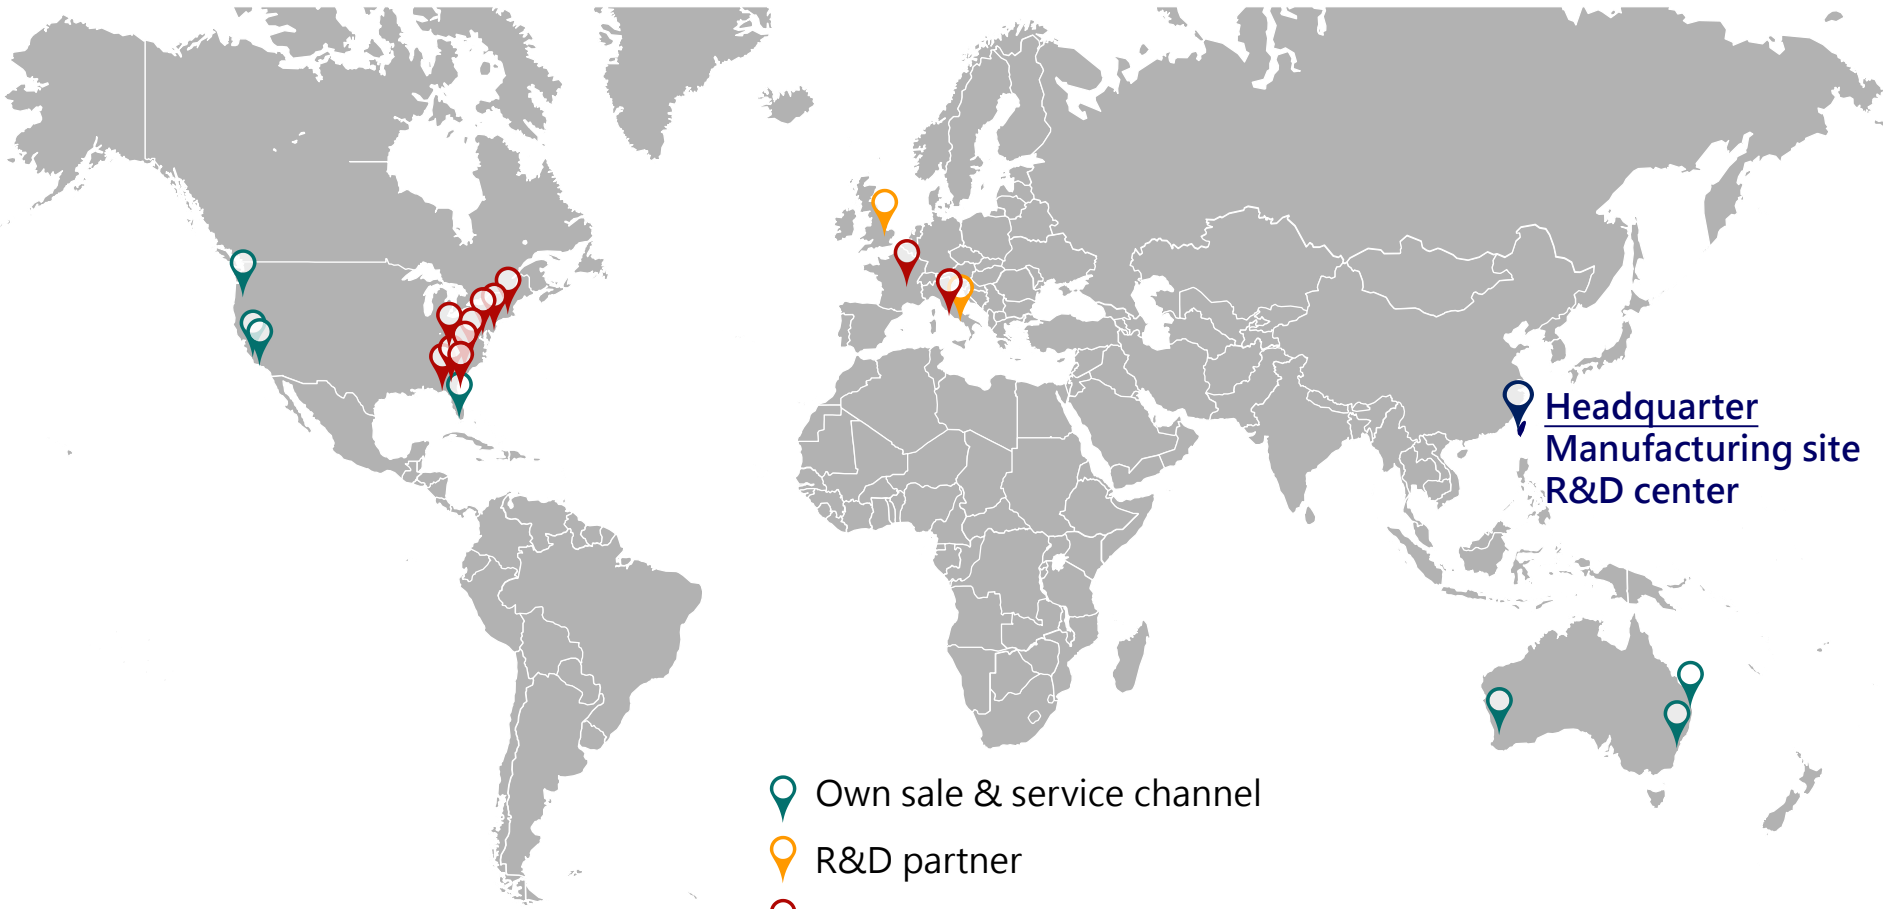 Headquarter
Manufacturing site
R&D center
Own sale & service channel
R&D partner